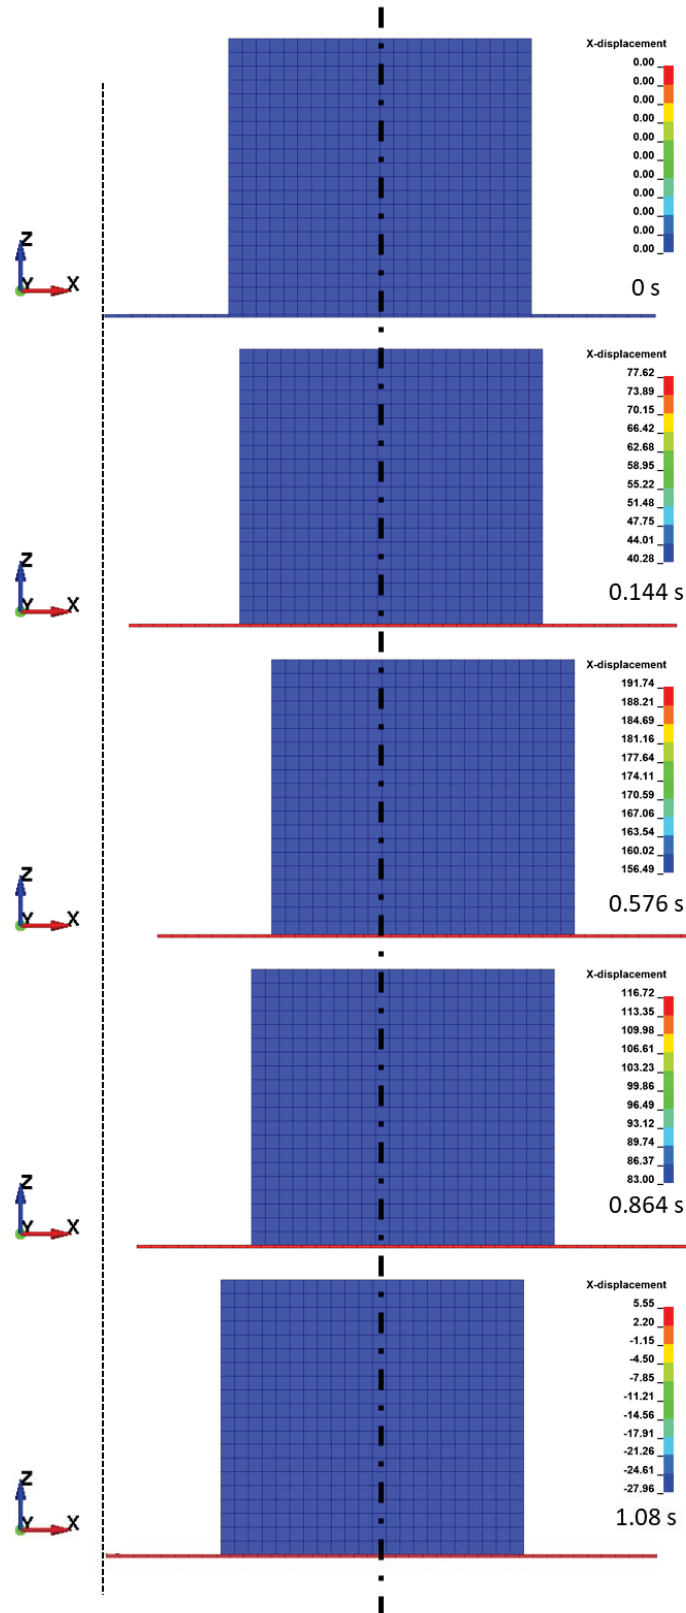 X-displacement
0.00
0.00
0.00
0.00
0.00
0.00
0.00
0.00
0.00
0.00
0.00
Z
Y X
0 s
X-displacement
77.62
73.89
70.15
66.42
62.68
58.95
55.22
51.48
47.75
44.01
40.28
Z
Y X
0.144 s
X-displacement
191.74
188.21
184.69
181.16
177.64
174.11
170.59
167.06
163.54
160.02
156.49
Z
Y X
0.576 s
X-displacement
116.72
113.35
109.98
106.61
103.23
99.86
96.49
93.12
89.74
86.37
83.00
Z
Y X
0.864 s
X-displacement
5.55
2.20
-1.15
-4.50
-7.85
-11.21
-14.56
-17.91
-21.26
-24.61
-27.96
Z
Y X
1.08 s